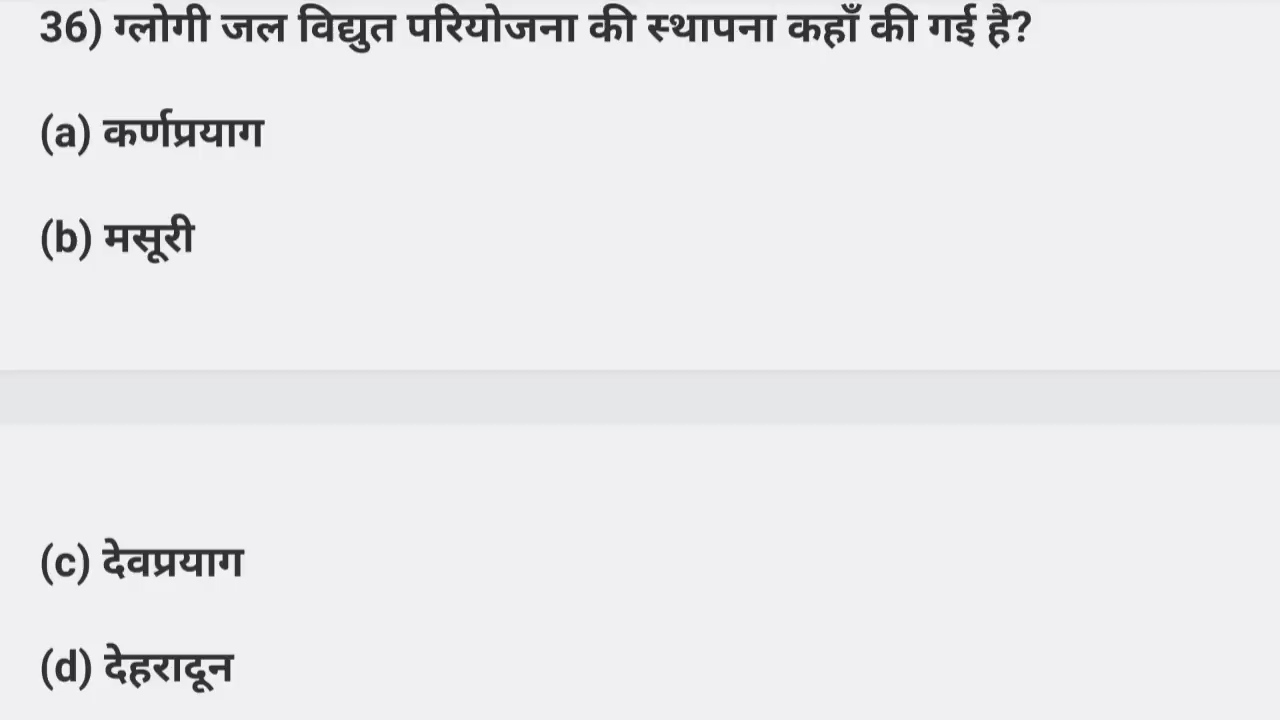 36) ग्लोगी जल विद्युत परियोजना की स्थापना कहाँ की गई है?
(a) कर्णप्रयाग
(b) मसूरी
(c) देवप्रयाग
(d) देहरादून